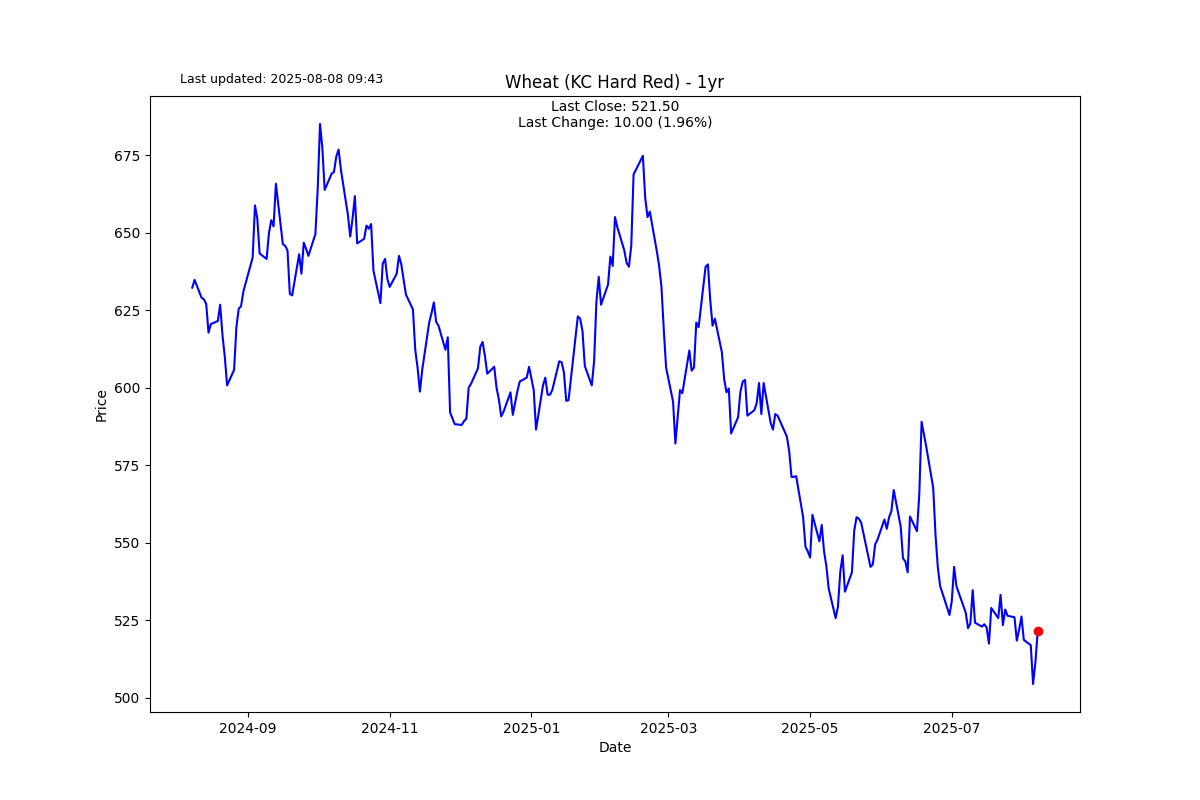 Last updated: 2025-08-08 09:43
Wheat (KC Hard Red) - 1yr
Last Close: 521.50
Last Change: 10.00 (1.96%)
Price
675
650
625
600
575
550
525
500
2024-09
2024-11
2025-01
2025-03
2025-05
2025-07
Date